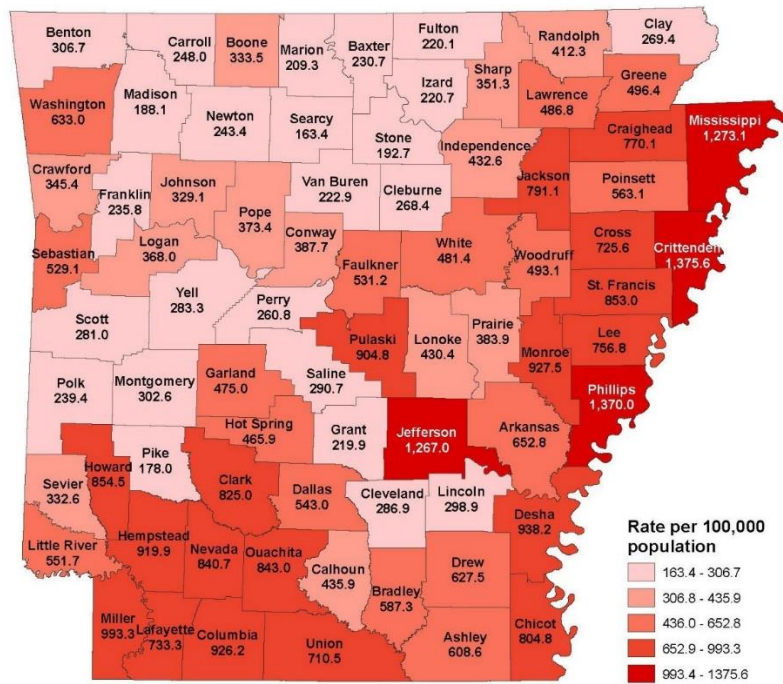 Benton
306.7
Carroll
248.0
Boone
333.5
Marion
209.3
Baxter
230.7
Fulton
220.1
Randolph
412.3
Clay
269.4
Washington
633.0
Madison
188.1
Newton
243.4
Searcy
163.4
Stone
192.7
Izard
220.7
Sharp
351.3
Lawrence
486.8
Greene
496.4
Independence
432.6
Craighead
770.1
Mississippi
1,273.1
Crawford
345.4
Franklin
235.8
Johnson
329.1
Pope
373.4
Van Buren
222.9
Cleburne
268.4
Jackson
791.1
Poinsett
563.1
Sebastian
529.1
Logan
368.0
Conway
387.7
Faulkner
531.2
White
481.4
Woodruff
493.1
Cross
725.6
Crittenden
1,375.6
Scott
281.0
Yell
283.3
Perry
260.8
St. Francis
853.0
Pulaski
904.8
Lonoke
430.4
Prairie
383.9
Monroe
927.5
Lee
756.8
Polk
239.4
Montgomery
302.6
Garland
475.0
Saline
290.7
Phillips
1,370.0
Hot Spring
465.9
Grant
219.9
Jefferson
1,267.0
Arkansas
652.8
Howard
854.5
Pike
178.0
Clark
825.0
Dallas
543.0
Cleveland
286.9
Lincoln
298.9
Desha
938.2
Sevier
332.6
Little River
551.7
Hempstead
919.9
Nevada
840.7
Ouachita
843.0
Calhoun
435.9
Bradley
587.3
Drew
627.5
Miller
993.3
Lafayette
733.3
Columbia
926.2
Union
710.5
Ashley
608.6
Chicot
804.8
Rate per 100,000
population
163.4 - 306.7
306.8 - 435.9
436.0 - 652.8
652.9 - 993.3
993.4 - 1375.6